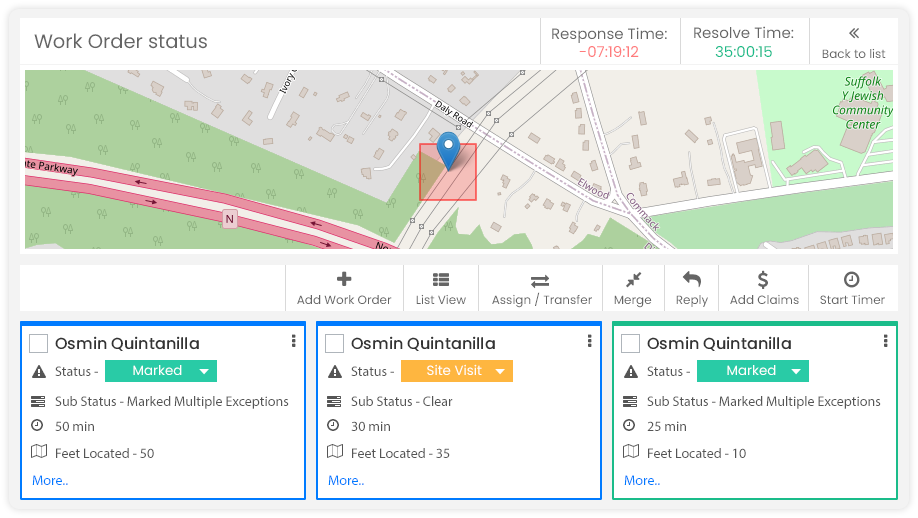 Work Order status
Response Time:
-07:19:12
Resolve Time:
35:00:15
«
Back to list
Ivory
Daly Road
Suffolk
Y Jewish
Community
Center
te Parkway
N
Elwood
Commack
No
Add Work Order
List View
Assign / Transfer
Merge
Reply
$
Add Claims
Start Timer
Osmin Quintanilla
Status - Marked
Sub Status - Marked Multiple Exceptions
50 min
Feet Located - 50
More..
Osmin Quintanilla
Status - Site Visit
Sub Status - Clear
30 min
Feet Located - 35
More..
Osmin Quintanilla
Status - Marked
Sub Status - Marked Multiple Exceptions
25 min
Feet Located - 10
More..